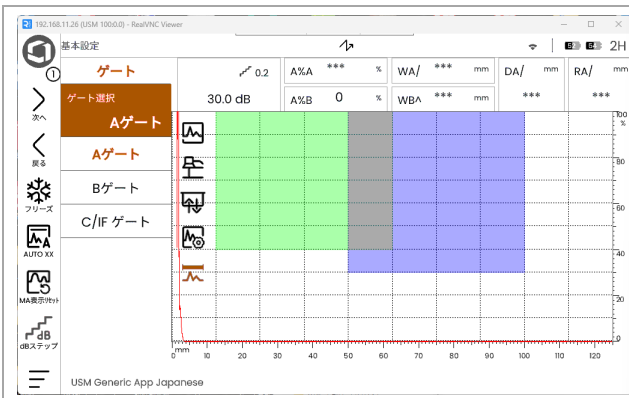 192.168.11.26 (USM 100:0.0) - RealVNC Viewer
基本設定
2H
1
ゲート
0.2
A%A *** %
WA/ *** mm
DA/ mm
RA/ mm
ゲート選択
Aゲート
30.0 dB
A%B 0 %
WB^ *** mm
***
***
次へ
Aゲート
戻る
Bゲート
フリーズ
C/IF ゲート
AUTO XX
MA表示リセット
dB
dBステップ
100
%
80
60
40
20
0
mm
0 10 20 30 40 50 60 70 80 90 100 110 120
USM Generic App Japanese